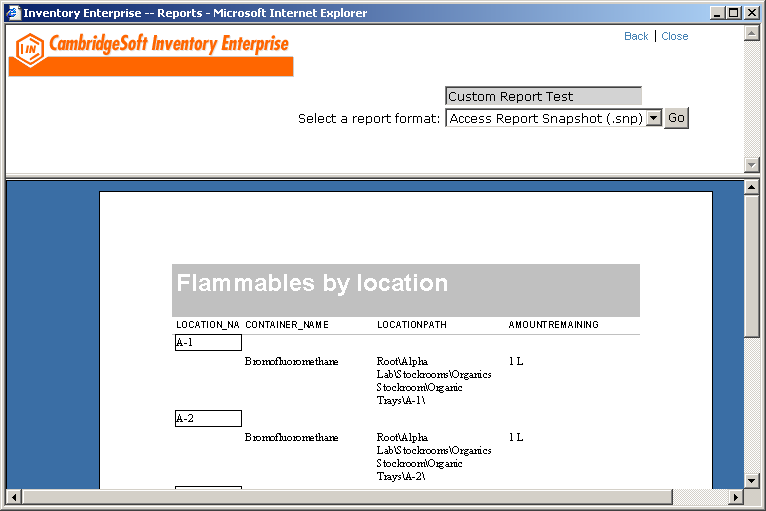 Inventory Enterprise -- Reports - Microsoft Internet Explorer
IN CambridgeSoft Inventory Enterprise
Back | Close
Custom Report Test
Select a report format: Access Report Snapshot (.snp) Go
Flammables by location
LOCATION_NA CONTAINER_NAME LOCATIONPATH AMOUNTREMAINING
A-1
Bromofluoromethane Root\Alpha 1 L
Lab\Stockrooms\Organics
Stockroom\Organic
Trays\A-1\
A-2
Bromofluoromethane Root\Alpha 1 L
Lab\Stockrooms\Organics
Stockroom\Organic
Trays\A-2\